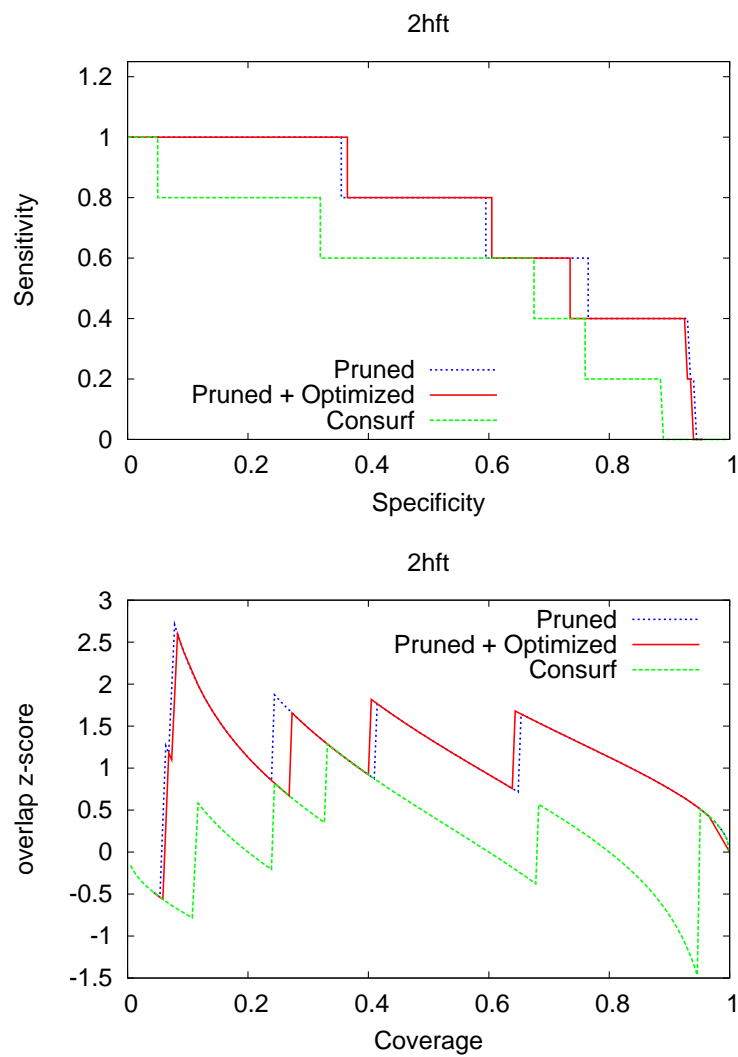 2hft
1.2
1
0.8
0.6
0.4
0.2
0
Sensitivity
Pruned
Pruned + Optimized
Consurf
0 0.2 0.4 0.6 0.8 1
Specificity
2hft
3
2.5
2
1.5
1
0.5
0
-0.5
-1
-1.5
overlap z-score
Pruned
Pruned + Optimized
Consurf
0 0.2 0.4 0.6 0.8 1
Coverage